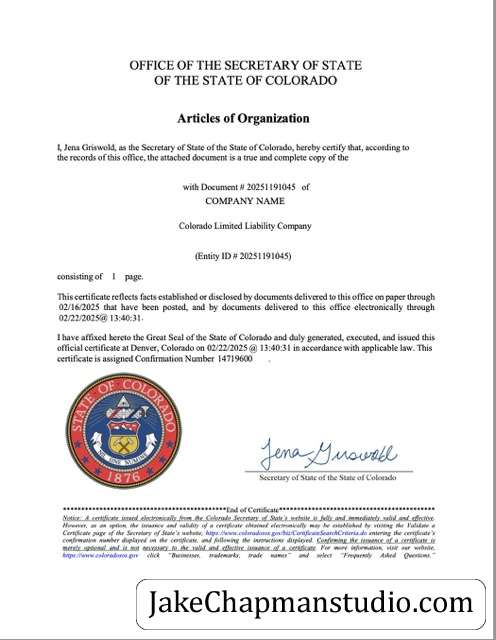 OFFICE OF THE SECRETARY OF STATE
OF THE STATE OF COLORADO
Articles of Organization
I, Jena Griswold, as the Secretary of State of the State of Colorado, hereby certify that, according to
the records of this office, the attached document is a true and complete copy of the
with Document # 20251191045 of
COMPANY NAME
Colorado Limited Liability Company
(Entity ID # 20251191045)
consisting of 1 page.
This certificate reflects facts established or disclosed by documents delivered to this office on paper through
02/16/2025 that have been posted, and by documents delivered to this office electronically through
02/22/2025@ 13:40:31.
I have affixed hereto the Great Seal of the State of Colorado and duly generated, executed, and issued this
official certificate at Denver, Colorado on 02/22/2025 @ 13:40:31 in accordance with applicable law. This
certificate is assigned Confirmation Number 14719600 .
STATE OF COLORADO
NIL SINE NUMINE
1876
Jena Griswold
Secretary of State of the State of Colorado
*********************************************End of Certificate*******************************************
Notice: A certificate issued electronically from the Colorado Secretary of State's website is fully and immediately valid and effective.
However, as an option, the issuance and validity of a certificate obtained electronically may be established by visiting the Validate a
Certificate page of the Secretary of State's website, https://www.coloradosos.gov/biz/CertificateSearchCriteria.do entering the certificate's
confirmation number displayed on the certificate, and following the instructions displayed. Confirming the issuance of a certificate is
merely optional and is not necessary to the valid and effective issuance of a certificate. For more information, visit our website,
https://www.coloradosos.gov click "Businesses, trademarks, trade names" and select "Frequently Asked Questions."
JakeChapmanstudio.com